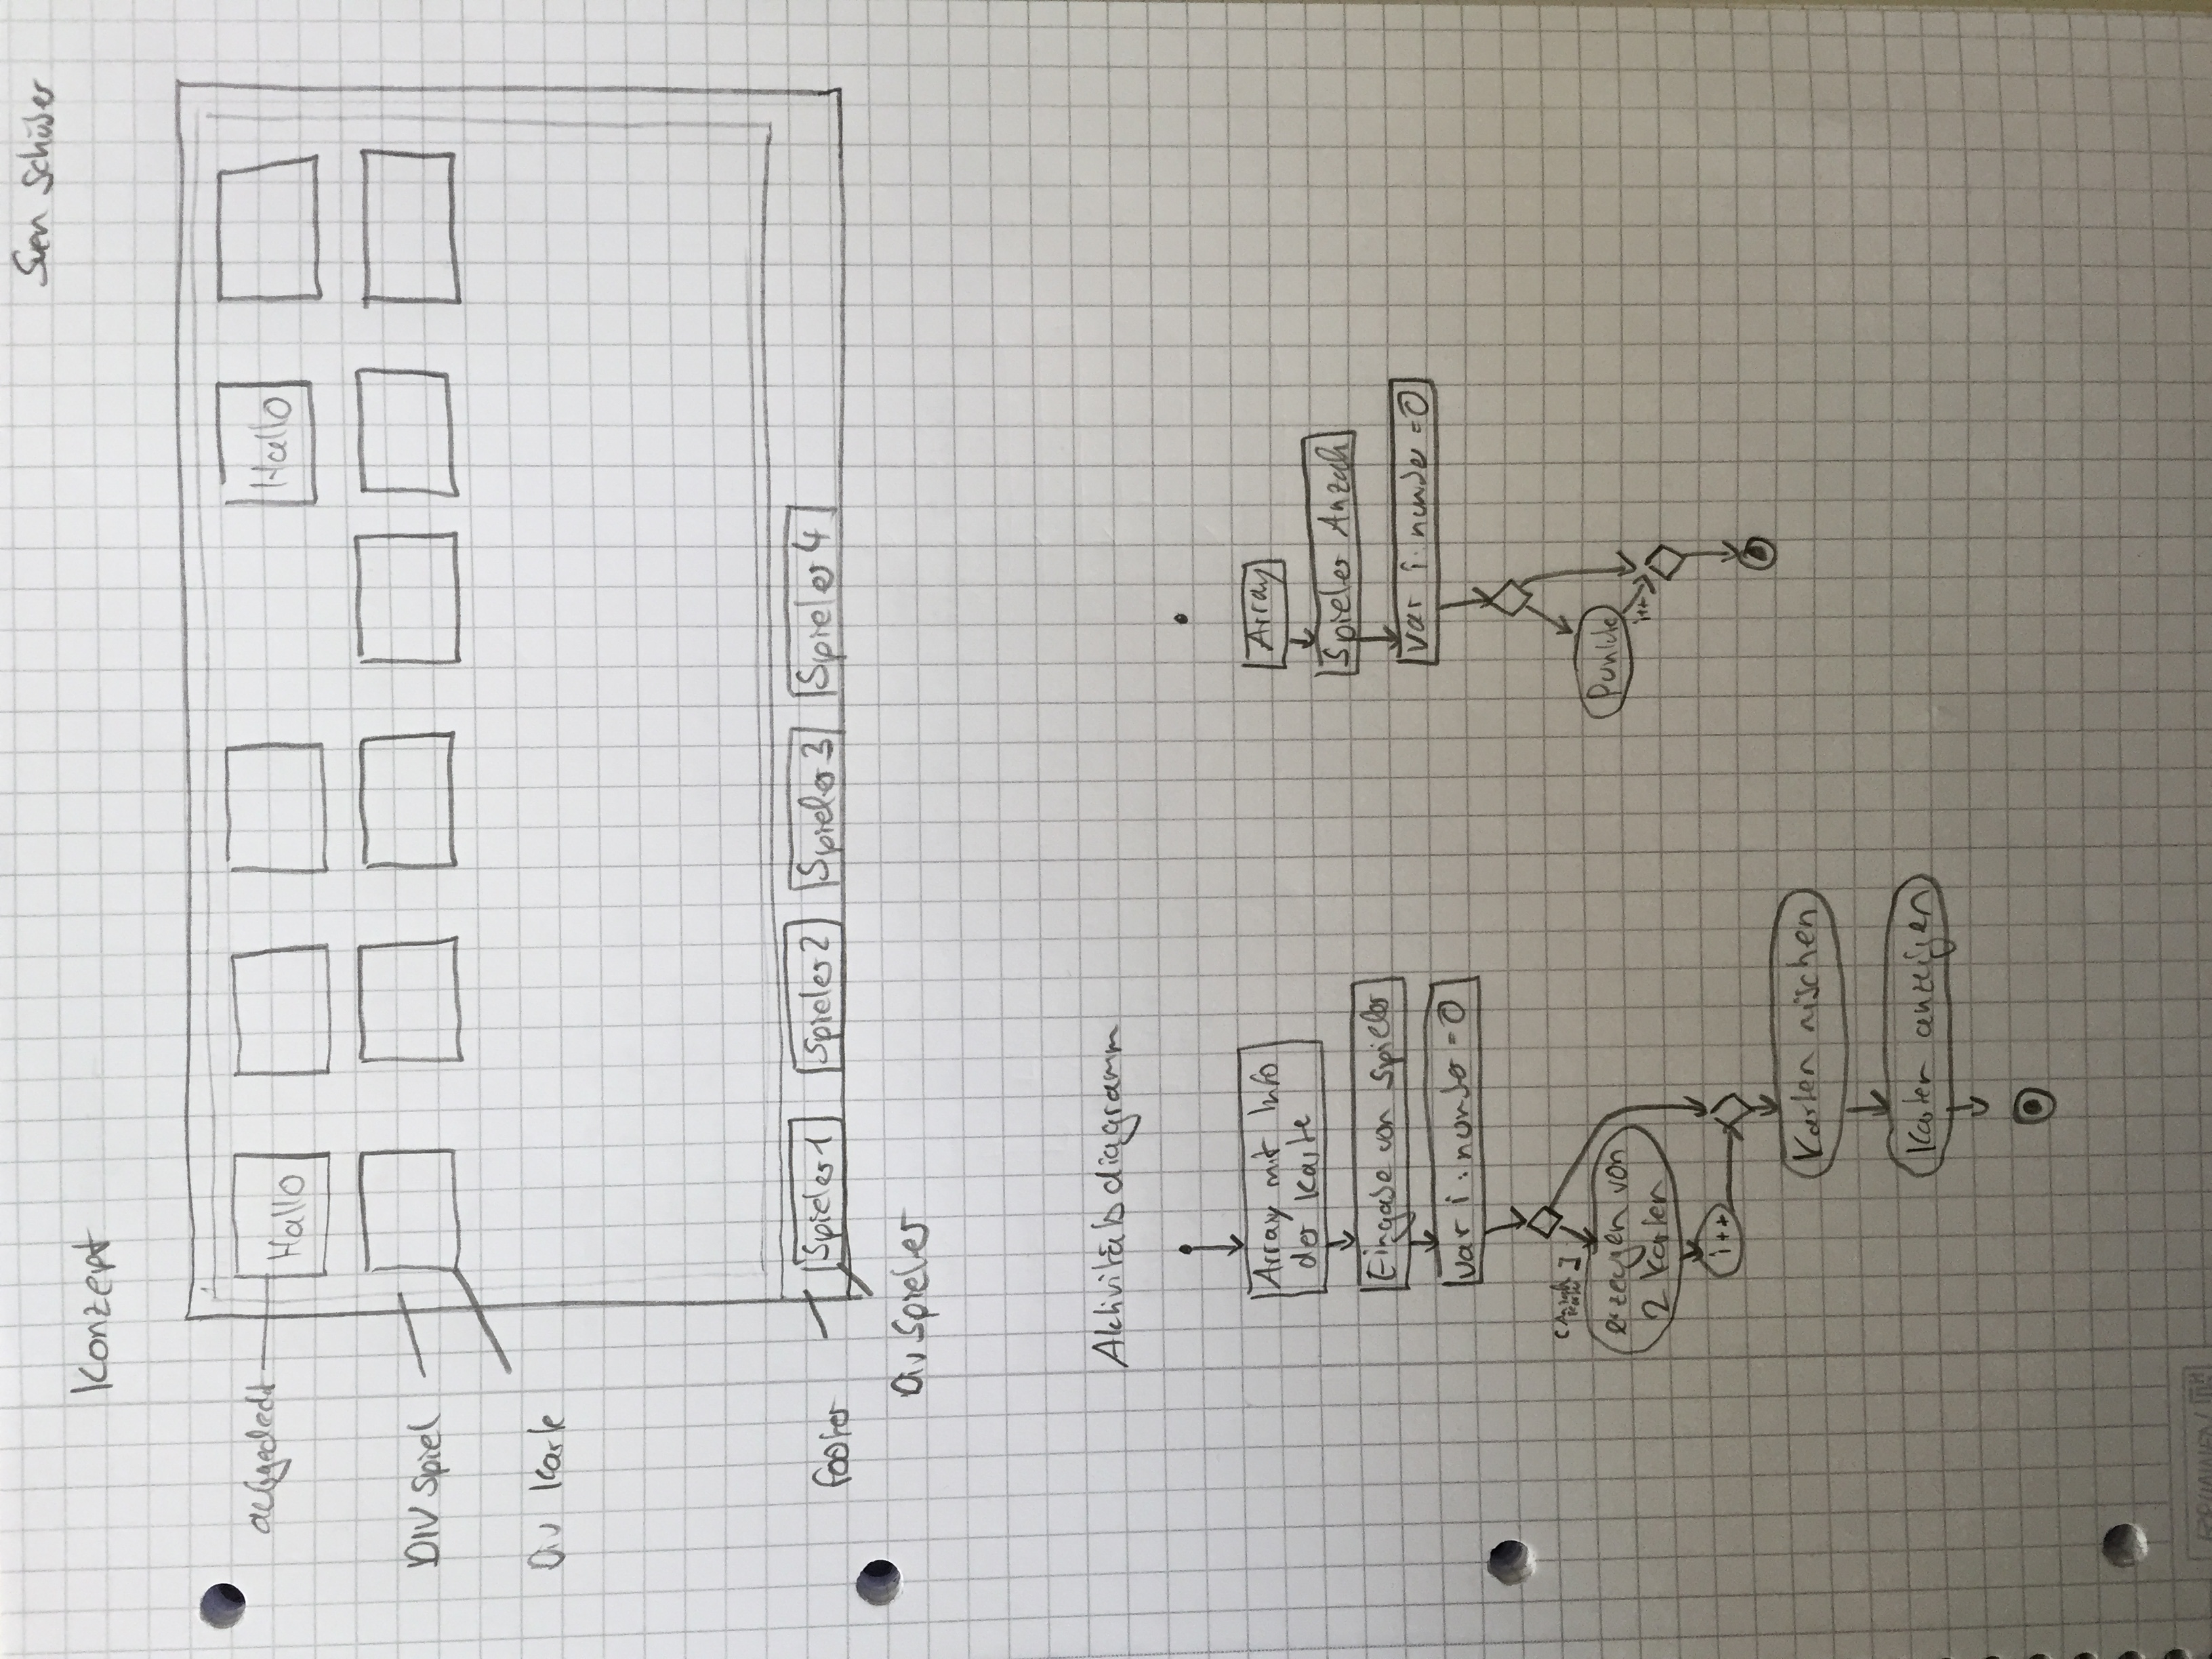 Sven Schüler
Konzept
aufgedeckt
Hallo
Hallo
DIV Spiel
Div Karte
footer
Spieler 1
Spieler 2
Spieler 3
Spieler 4
Div Spieler
Aktivitätsdiagramm
Array mit Info
der Karte
Eingabe von Spieler
var i : number = 0
[Anzahl
Karten]
erzeugen von
2 Karten
i++
Karten mischen
Karten anzeigen
Array
Spieler Anzahl
var i : number = 0
Punkte
i++
BRUNNEN